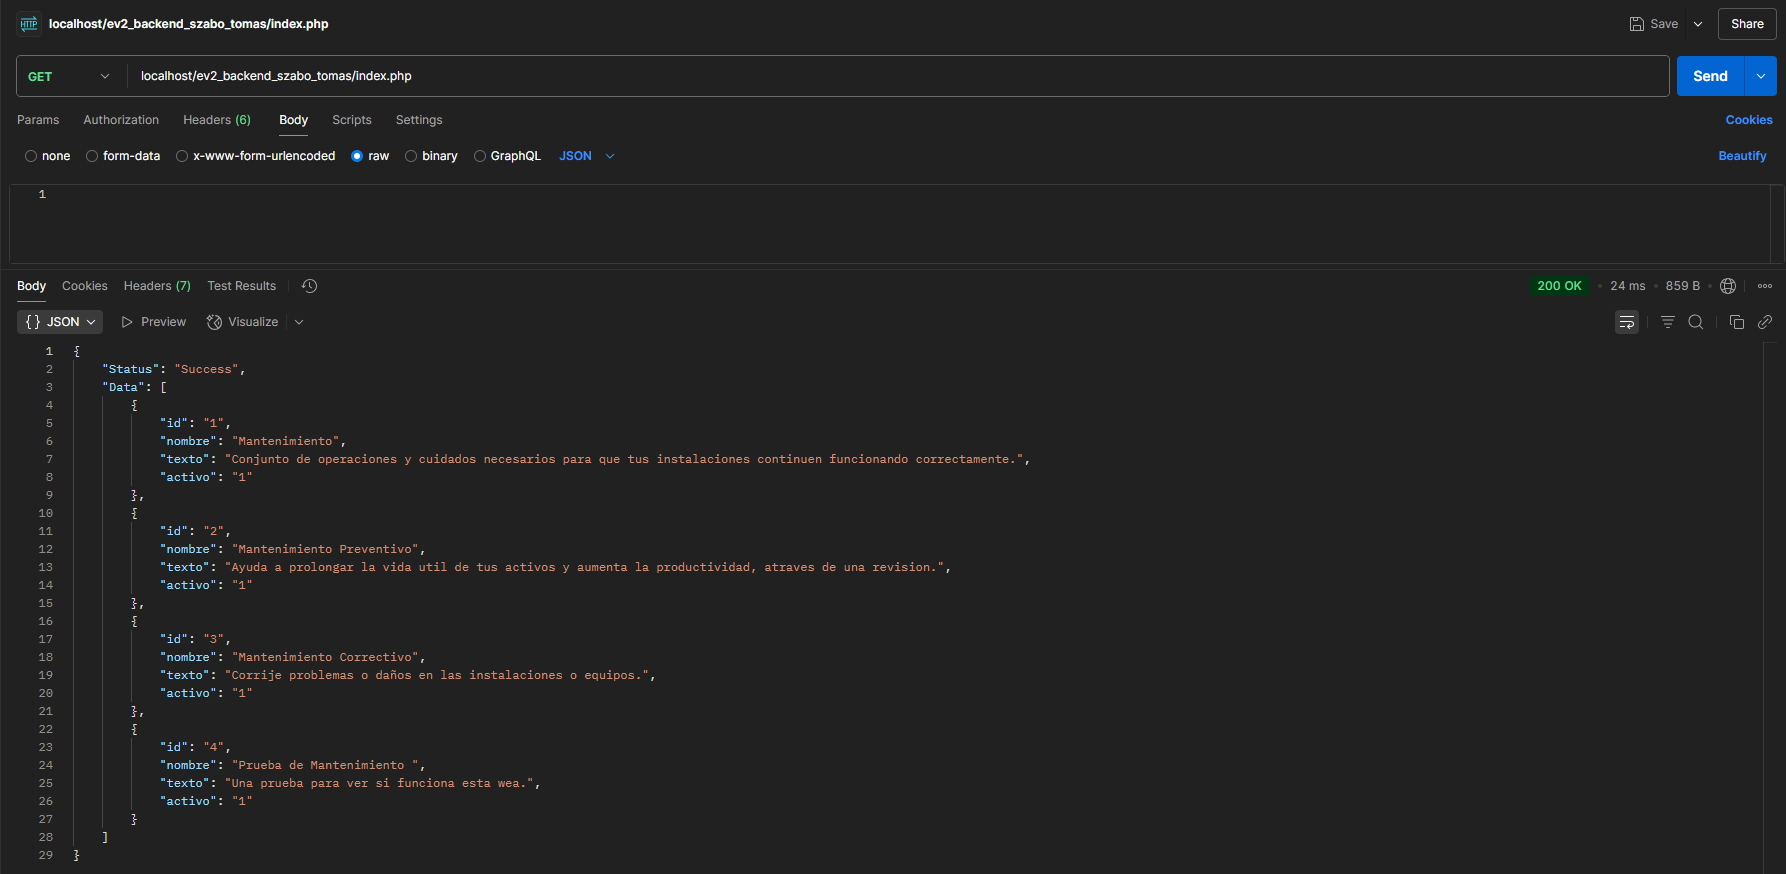 HTTP localhost/ev2_backend_szabo_tomas/index.php Save Share
GET localhost/ev2_backend_szabo_tomas/index.php Send
Params Authorization Headers (6) Body Scripts Settings Cookies
none form-data x-www-form-urlencoded raw binary GraphQL JSON Beautify
1
Body Cookies Headers (7) Test Results 200 OK 24 ms 859 B
{} JSON Preview Visualize
1 {
2 "Status": "Success",
3 "Data": [
4 {
5 "id": "1",
6 "nombre": "Mantenimiento",
7 "texto": "Conjunto de operaciones y cuidados necesarios para que tus instalaciones continuen funcionando correctamente.",
8 "activo": "1"
9 },
10 {
11 "id": "2",
12 "nombre": "Mantenimiento Preventivo",
13 "texto": "Ayuda a prolongar la vida util de tus activos y aumenta la productividad, atraves de una revision.",
14 "activo": "1"
15 },
16 {
17 "id": "3",
18 "nombre": "Mantenimiento Correctivo",
19 "texto": "Corrije problemas o daños en las instalaciones o equipos.",
20 "activo": "1"
21 },
22 {
23 "id": "4",
24 "nombre": "Prueba de Mantenimiento ",
25 "texto": "Una prueba para ver si funciona esta wea.",
26 "activo": "1"
27 }
28 ]
29 }